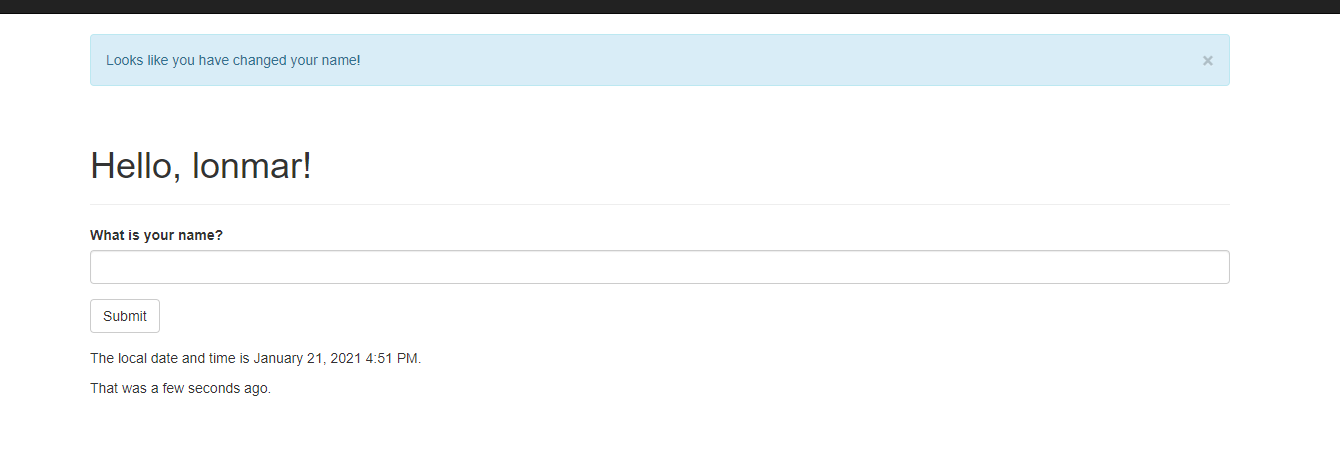 Looks like you have changed your name!
×
Hello, lonmar!
What is your name?
Submit
The local date and time is January 21, 2021 4:51 PM.
That was a few seconds ago.